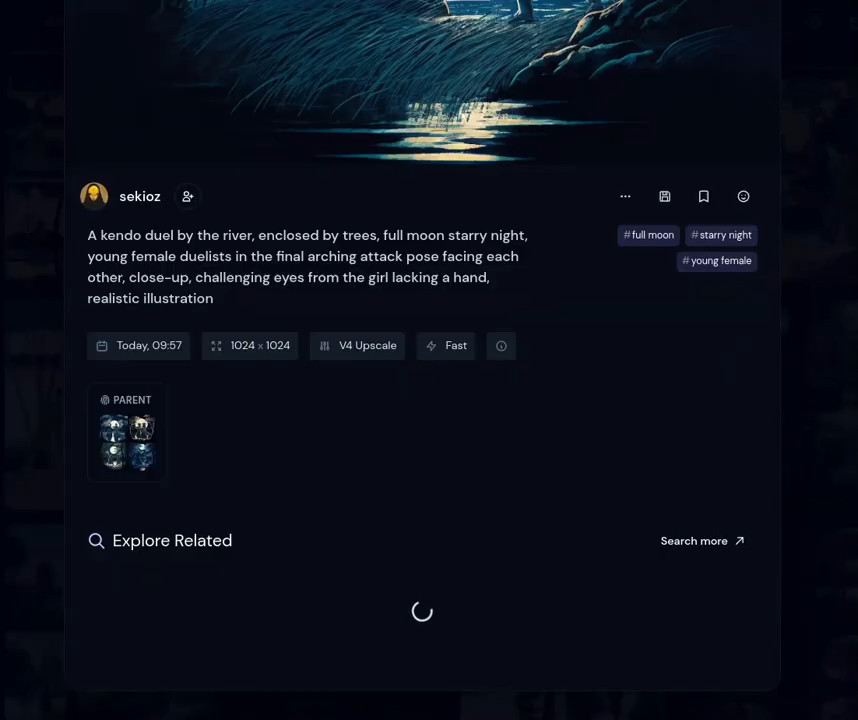 sekioz
A kendo duel by the river, enclosed by trees, full moon starry night,
young female duelists in the final arching attack pose facing each
other, close-up, challenging eyes from the girl lacking a hand,
realistic illustration
#full moon #starry night
#young female
Today, 09:57 1024 x 1024 V4 Upscale Fast
PARENT
Explore Related Search more